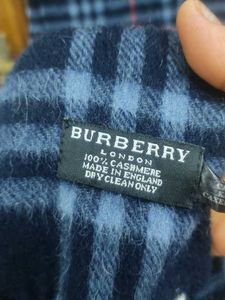 BURBERRY
LONDON
100% CASHMERE
MADE IN ENGLAND
DRY CLEAN ONLY